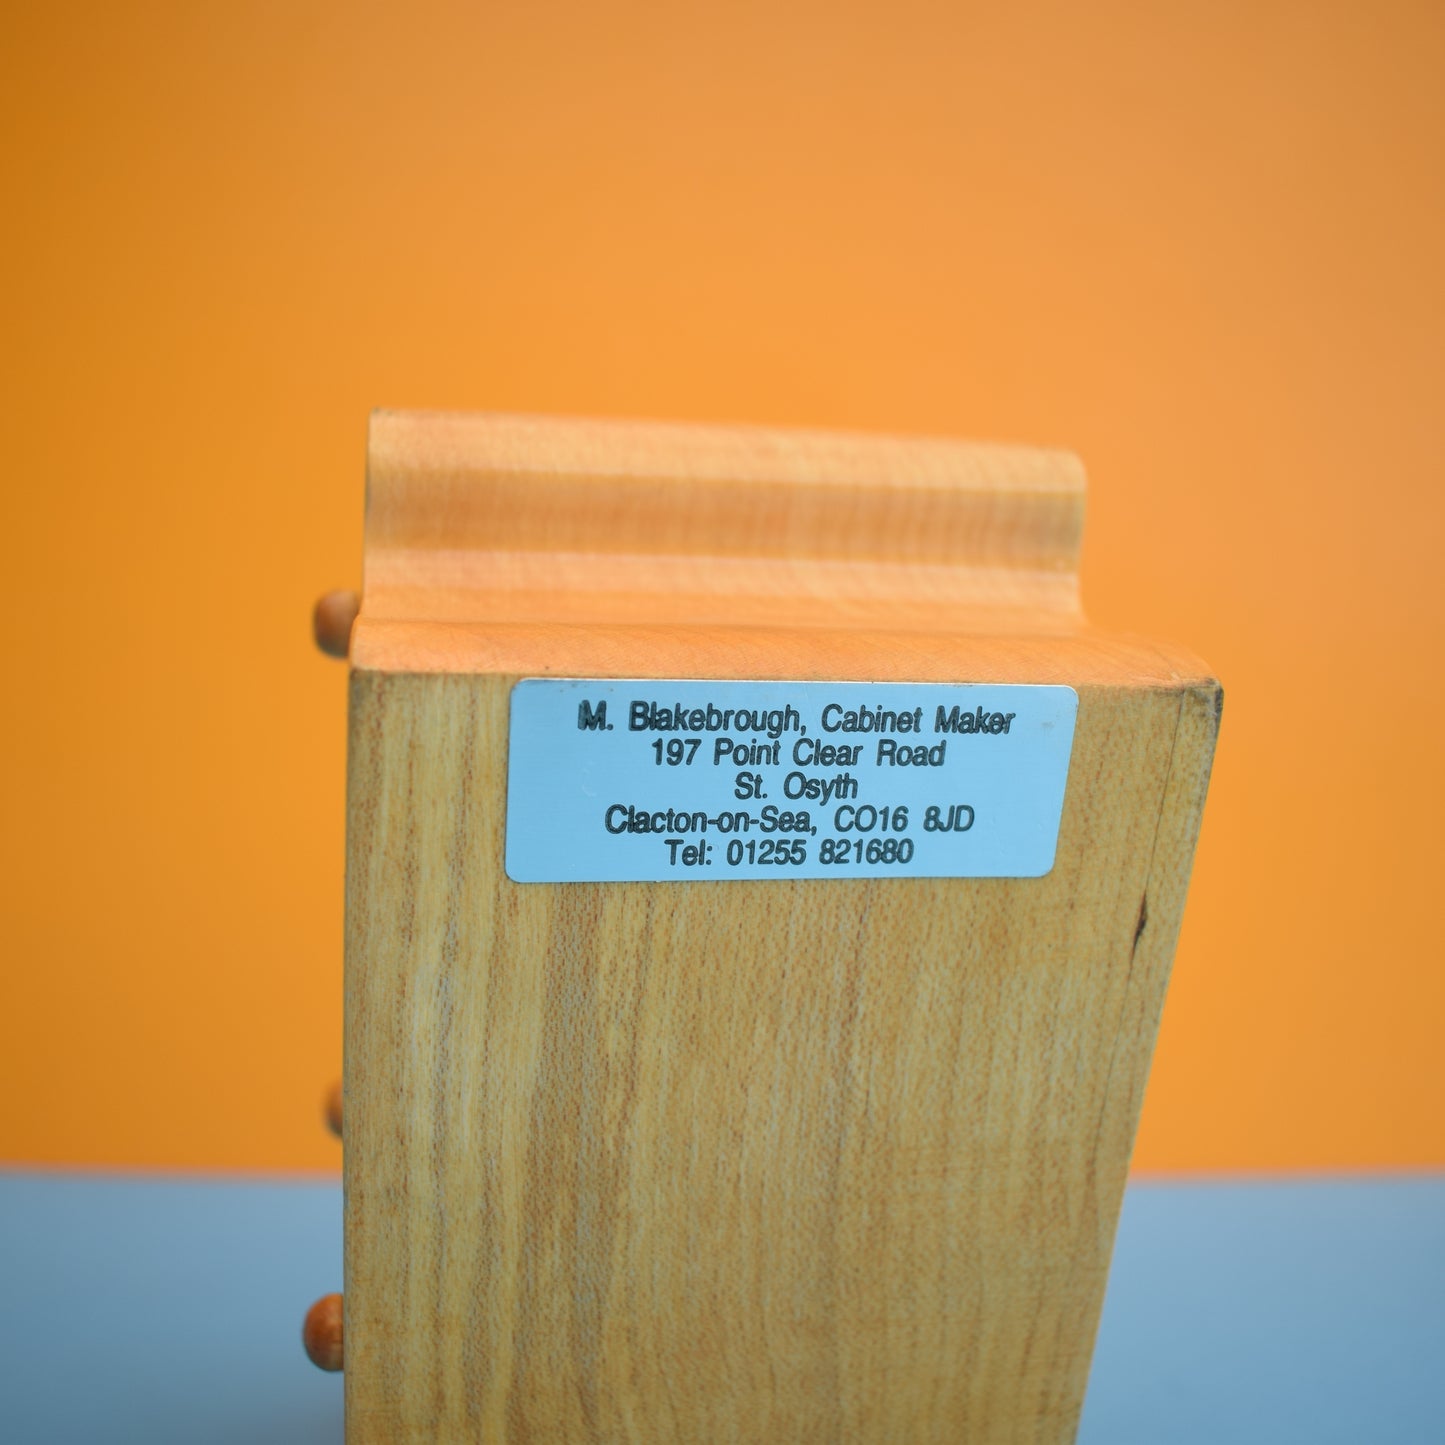 M. Blakebrough, Cabinet Maker
197 Point Clear Road
St. Osyth
Clacton-on-Sea, CO16 8JD
Tel: 01255 821680